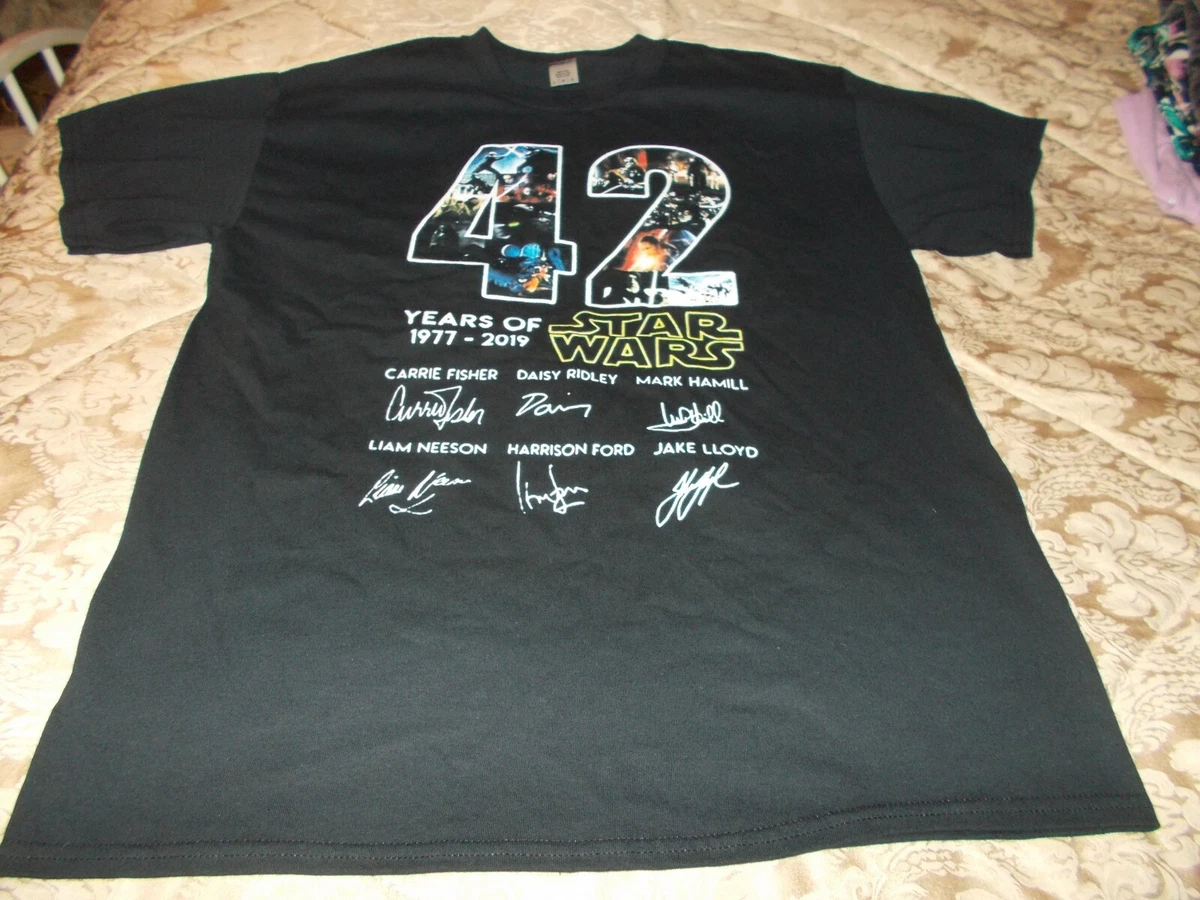 42
YEARS OF STAR
1977 - 2019 WARS
CARRIE FISHER DAISY RIDLEY MARK HAMILL
LIAM NEESON HARRISON FORD JAKE LLOYD